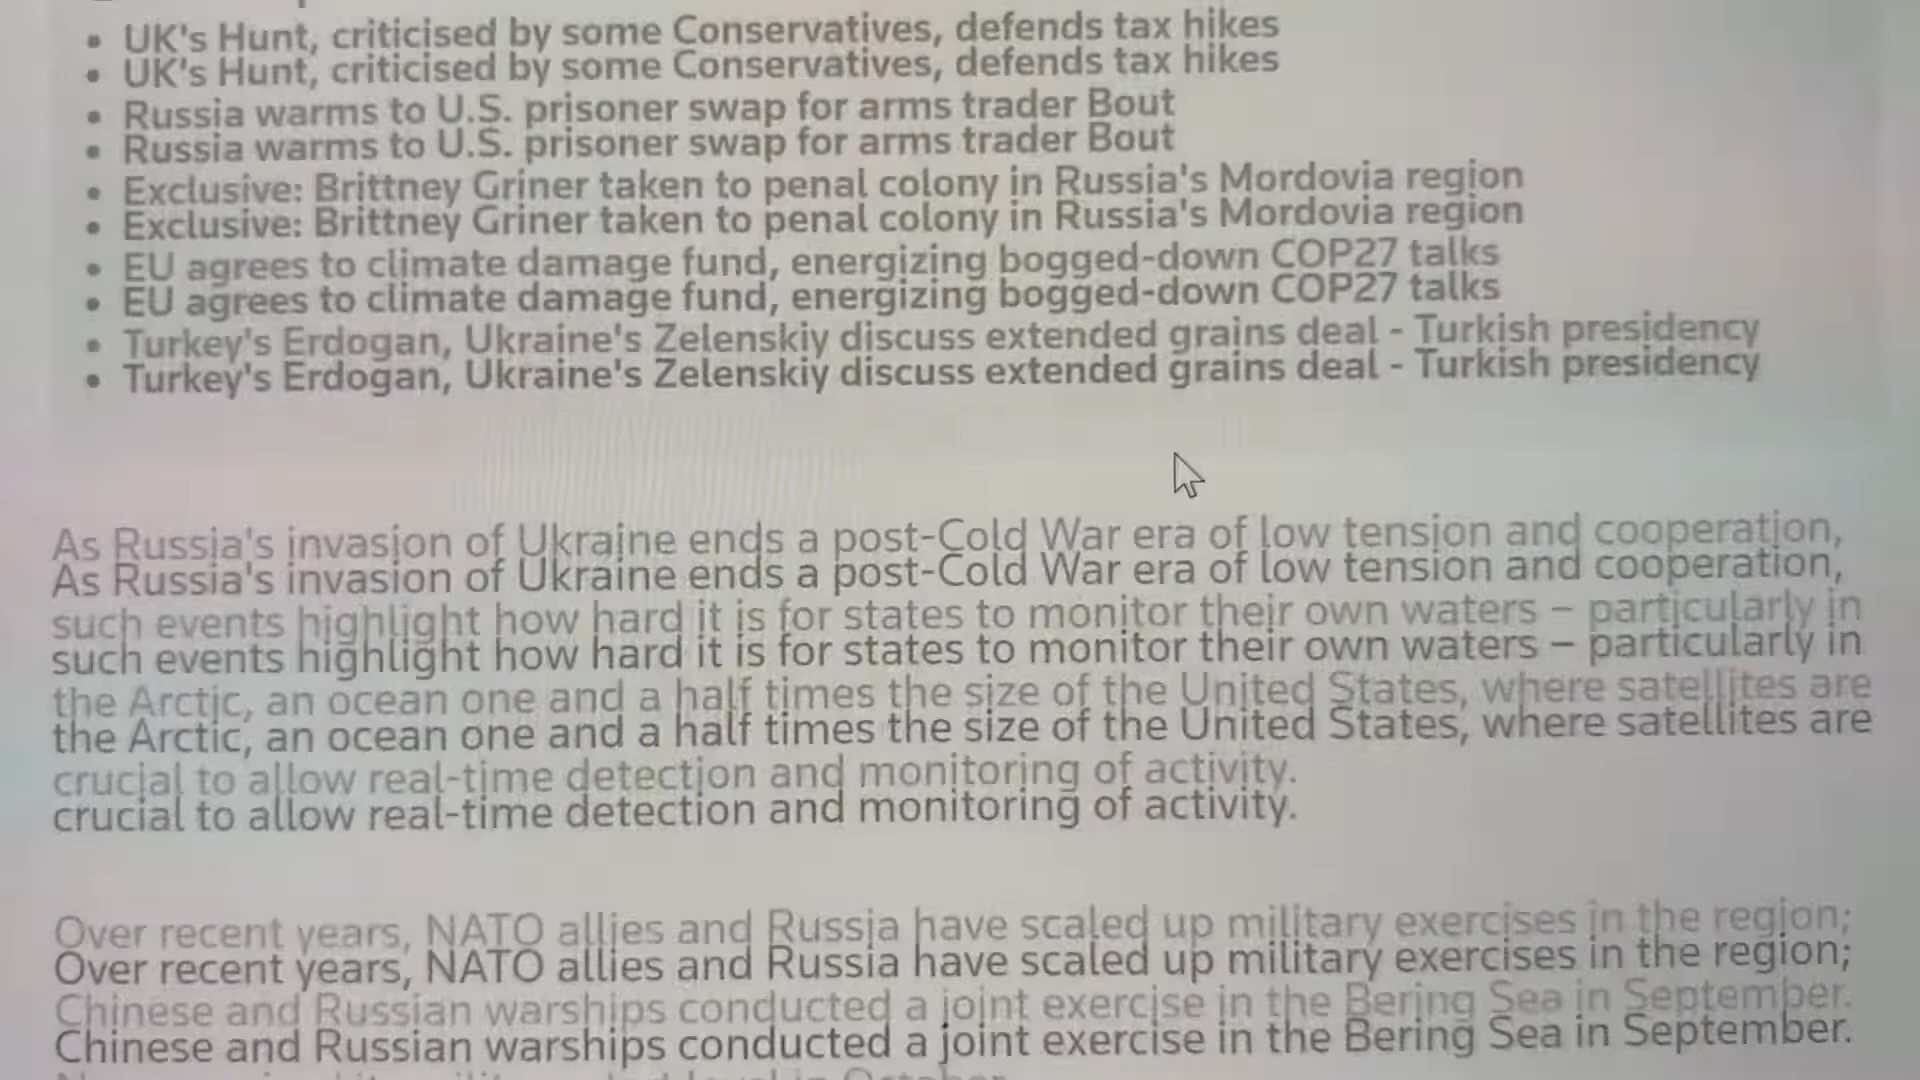 UK's Hunt, criticised by some Conservatives, defends tax hikes
UK's Hunt, criticised by some Conservatives, defends tax hikes
Russia warms to U.S. prisoner swap for arms trader Bout
Russia warms to U.S. prisoner swap for arms trader Bout
Exclusive: Brittney Griner taken to penal colony in Russia's Mordovia region
Exclusive: Brittney Griner taken to penal colony in Russia's Mordovia region
EU agrees to climate damage fund, energizing bogged-down COP27 talks
EU agrees to climate damage fund, energizing bogged-down COP27 talks
Turkey's Erdogan, Ukraine's Zelenskiy discuss extended grains deal - Turkish presidency
Turkey's Erdogan, Ukraine's Zelenskiy discuss extended grains deal - Turkish presidency
As Russia's invasion of Ukraine ends a post-Cold War era of low tension and cooperation,
As Russia's invasion of Ukraine ends a post-Cold War era of low tension and cooperation,
such events highlight how hard it is for states to monitor their own waters – particularly in
such events highlight how hard it is for states to monitor their own waters – particularly in
the Arctic, an ocean one and a half times the size of the United States, where satellites are
the Arctic, an ocean one and a half times the size of the United States, where satellites are
crucial to allow real-time detection and monitoring of activity.
crucial to allow real-time detection and monitoring of activity.
Over recent years, NATO allies and Russia have scaled up military exercises in the region;
Over recent years, NATO allies and Russia have scaled up military exercises in the region;
Chinese and Russian warships conducted a joint exercise in the Bering Sea in September.
Chinese and Russian warships conducted a joint exercise in the Bering Sea in September.